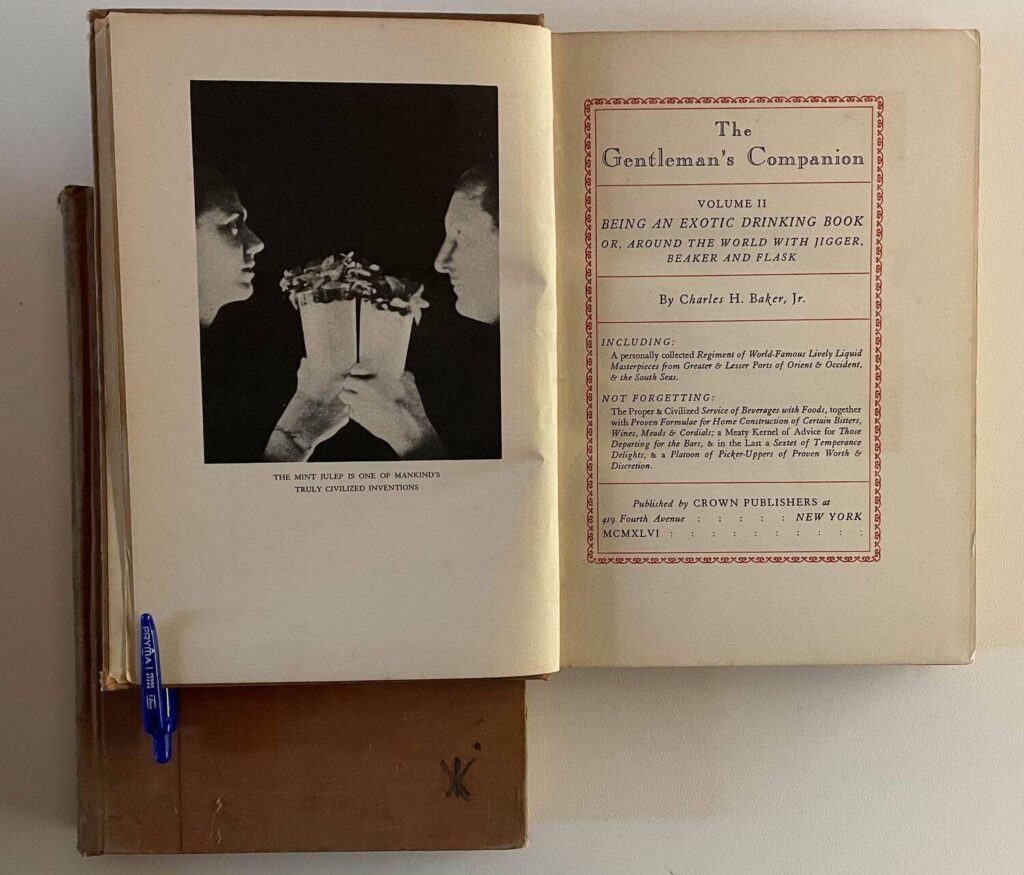 THE MINT JULEP IS ONE OF MANKIND'S
TRULY CIVILIZED INVENTIONS
The
Gentleman's Companion
VOLUME II
BEING AN EXOTIC DRINKING BOOK
OR, AROUND THE WORLD WITH JIGGER,
BEAKER AND FLASK
By Charles H. Baker, Jr.
INCLUDING:
A personally collected Regiment of World-Famous Lively Liquid
Masterpieces from Greater & Lesser Ports of Orient & Occident,
& the South Seas.
NOT FORGETTING:
The Proper & Civilized Service of Beverages with Foods, together
with Proven Formulae for Home Construction of Certain Bitters,
Wines, Meads & Cordials; a Meaty Kernel of Advice for Those
Departing for the Bars, & in the Last a Sextet of Temperance
Delights, & a Platoon of Picker-Uppers of Proven Worth &
Discretion.
Published by CROWN PUBLISHERS at
419 Fourth Avenue : : : : : NEW YORK
MCMXLVI : : : : : : : : : :
PRYMA